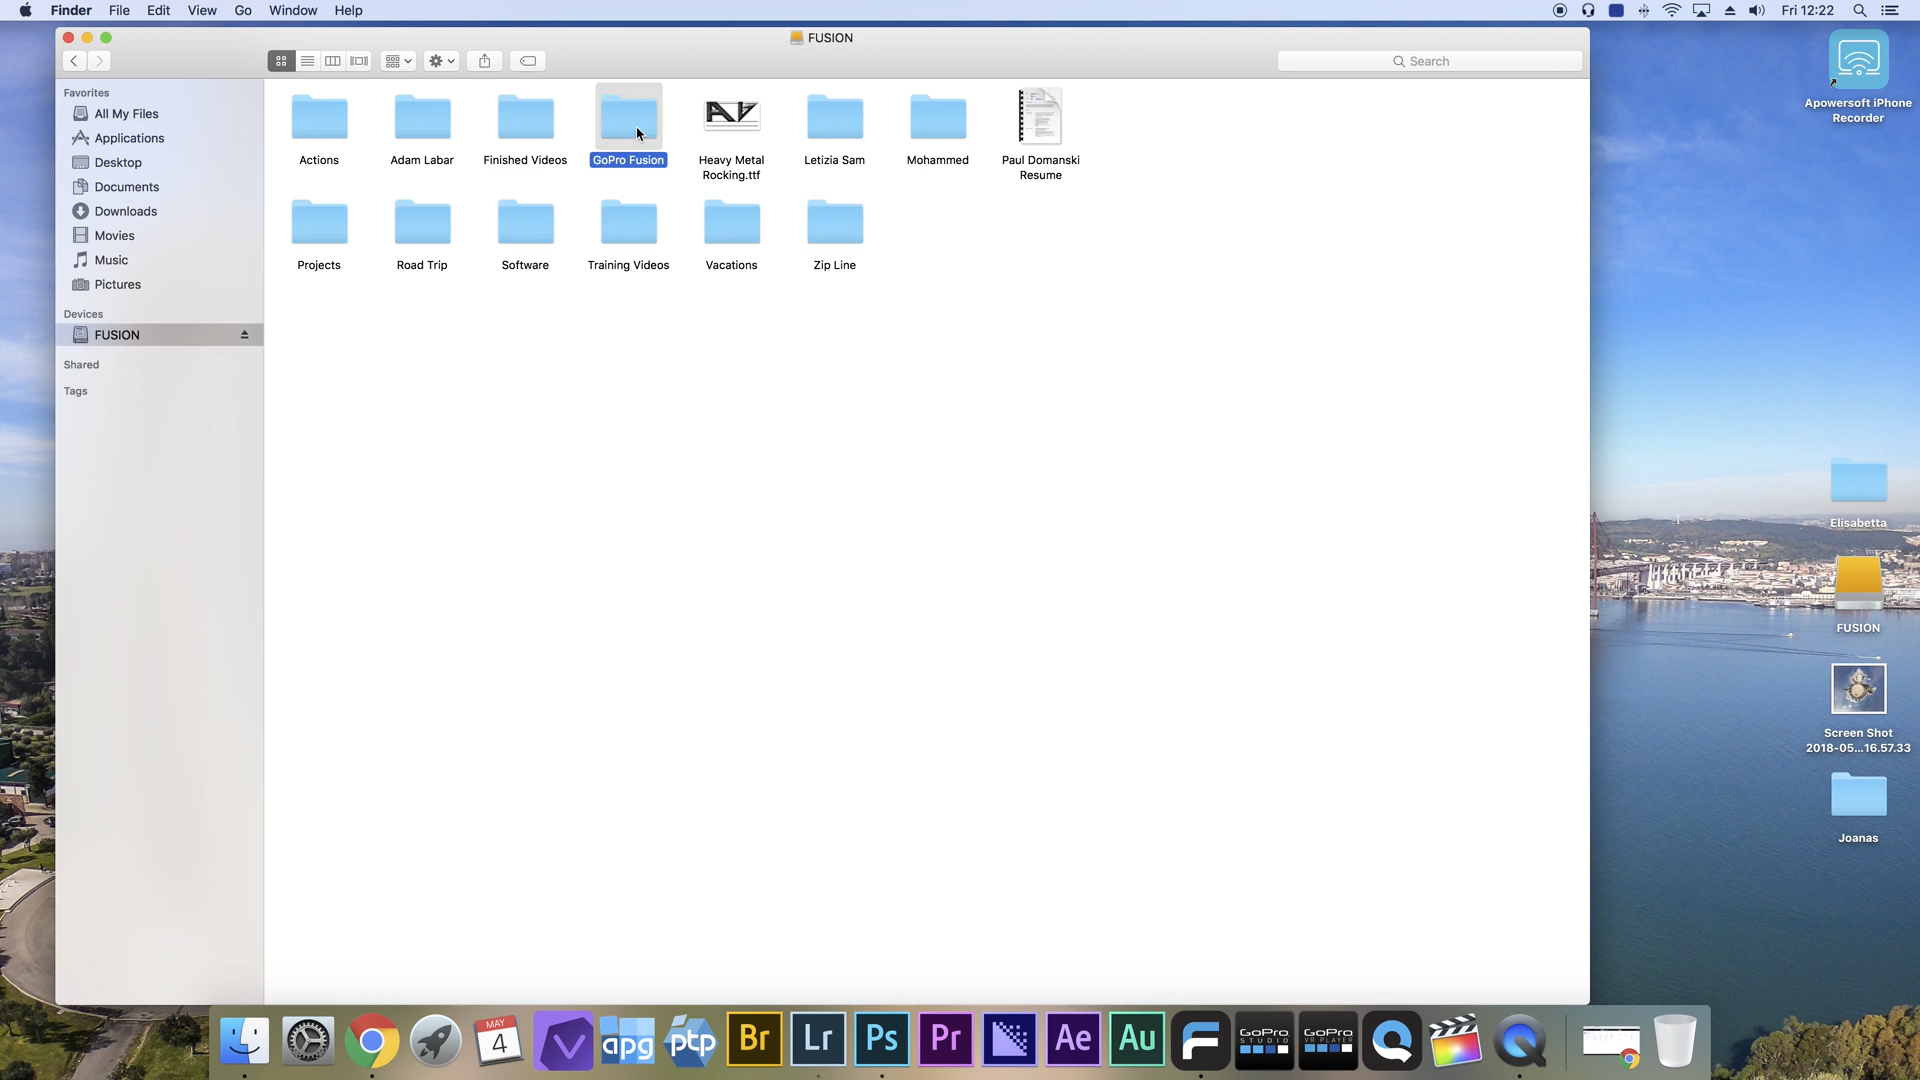 Finder File Edit View Go Window Help
Fri 12:22
FUSION
Search
Favorites
All My Files
Applications
Desktop
Documents
Downloads
Movies
Music
Pictures
Devices
FUSION
Shared
Tags
Actions
Adam Labar
Finished Videos
GoPro Fusion
Heavy Metal
Rocking.ttf
Letizia Sam
Mohammed
Paul Domanski
Resume
Projects
Road Trip
Software
Training Videos
Vacations
Zip Line
Apowersoft iPhone
Recorder
Elisabetta
FUSION
Screen Shot
2018-05...16.57.33
Joanas
MAY
4
apg
ptp
Br
Lr
Ps
Pr
Ae
Au
GoPro
STUDIO
GoPro
VR PLAYER